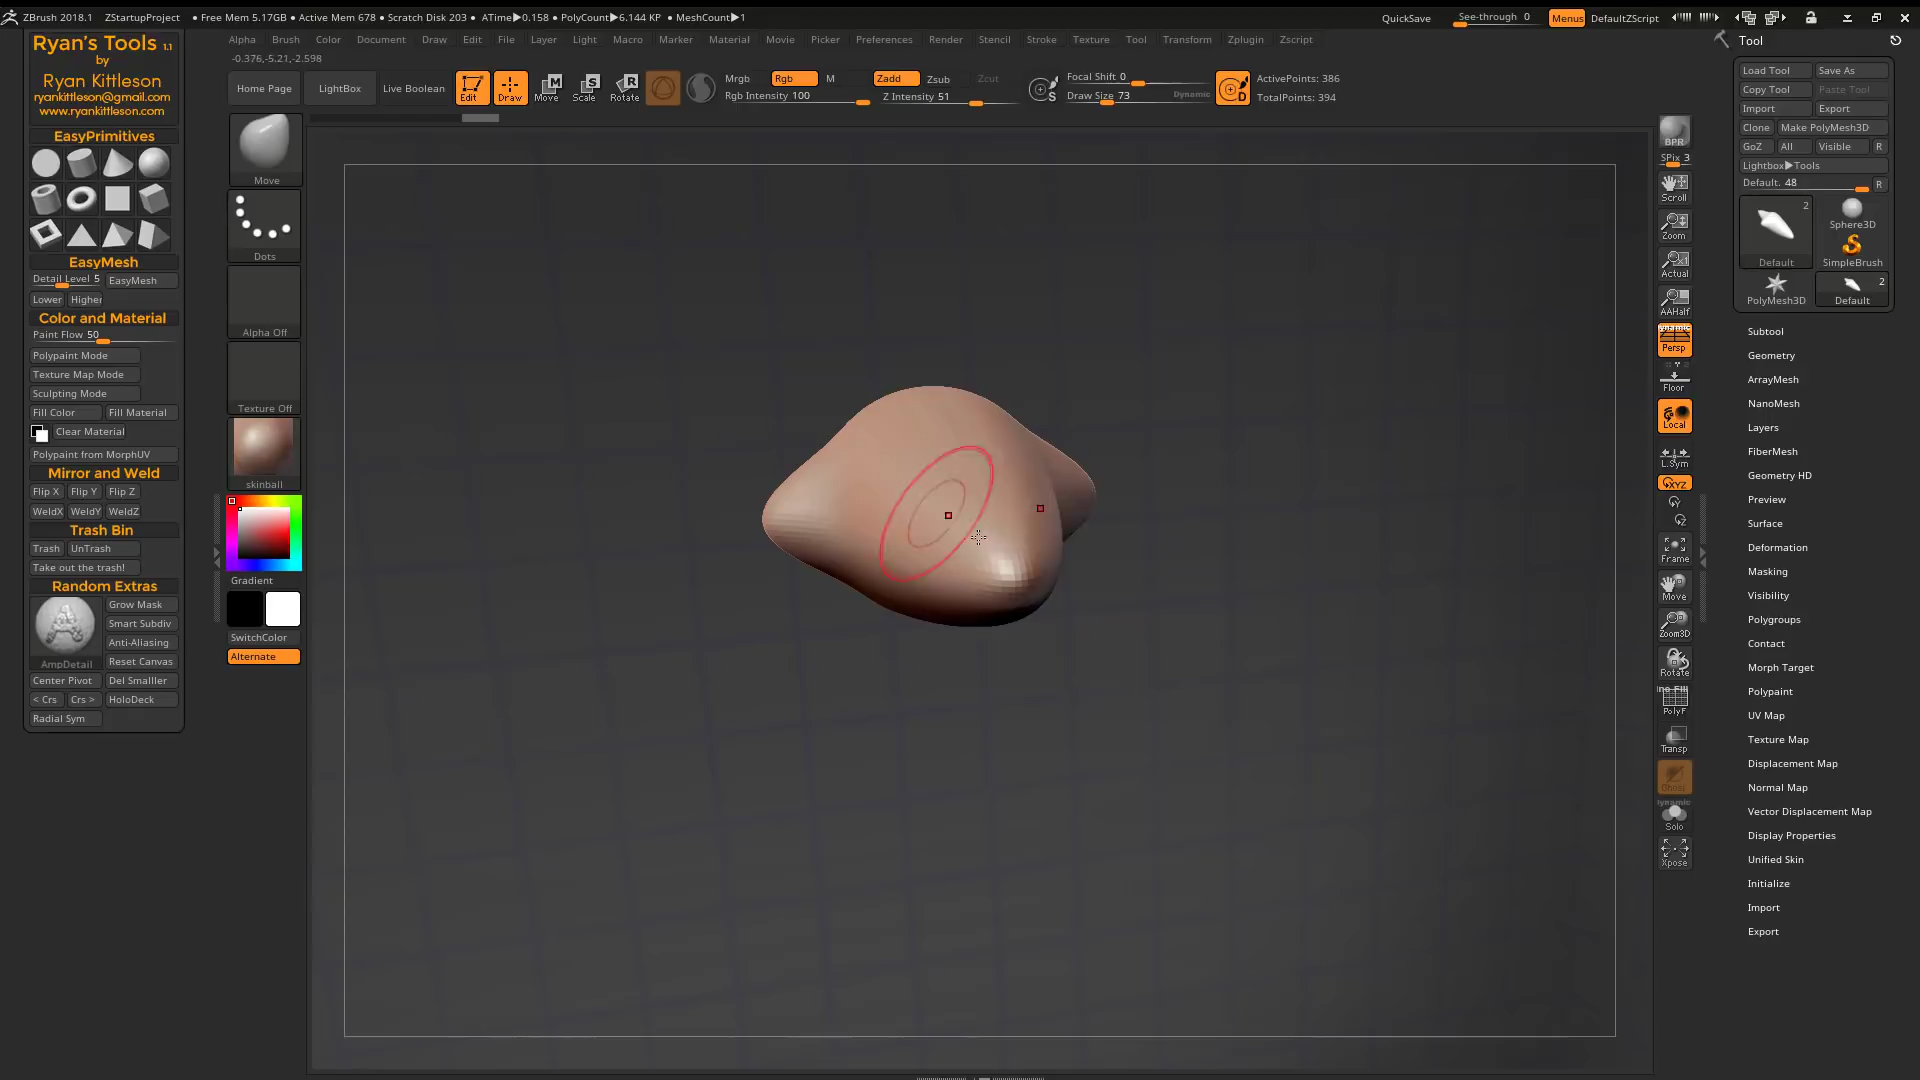 ZBrush 2018.1 ZStartupProject • Free Mem 5.17GB • Active Mem 678 • Scratch Disk 203 • ATime▶0.158 • PolyCount▶6.144 KP • MeshCount▶1 QuickSave See-through 0 Menus DefaultZScript
Alpha Brush Color Document Draw Edit File Layer Light Macro Marker Material Movie Picker Preferences Render Stencil Stroke Texture Tool Transform Zplugin Zscript
-0.376,-5.21,-2.598
Home Page LightBox Live Boolean Edit Draw Move Scale Rotate
Mrgb Rgb M Zadd Zsub Zcut
Rgb Intensity 100 Z Intensity 51
Focal Shift 0
Draw Size 73 Dynamic
ActivePoints: 386
TotalPoints: 394
S
D
Ryan's Tools 1.1
by
Ryan Kittleson
ryankittleson@gmail.com
www.ryankittleson.com
EasyPrimitives
EasyMesh
Detail Level 5 EasyMesh
Lower Higher
Color and Material
Paint Flow 50
Polypaint Mode
Texture Map Mode
Sculpting Mode
Fill Color Fill Material
Clear Material
Polypaint from MorphUV
Mirror and Weld
Flip X Flip Y Flip Z
WeldX WeldY WeldZ
Trash Bin
Trash UnTrash
Take out the trash!
Random Extras
Grow Mask
Smart Subdiv
Anti-Aliasing
AmpDetail Reset Canvas
Center Pivot Del Smalller
< Crs Crs > HoloDeck
Radial Sym
Move
Dots
Alpha Off
Texture Off
skinball
Gradient
SwitchColor
Alternate
BPR
SPix 3
Scroll
Zoom
Actual
AAHalf
Persp
Floor
Local
L.Sym
XYZ
Y
Z
Frame
Move
Zoom3D
Rotate
PolyF
Transp
Ghost
Dynamic
Solo
Xpose
Tool
Load Tool Save As
Copy Tool Paste Tool
Import Export
Clone Make PolyMesh3D
GoZ All Visible R
Lightbox▶Tools
Default. 48 R
2
Default
Sphere3D
SimpleBrush
PolyMesh3D
2
Default
Subtool
Geometry
ArrayMesh
NanoMesh
Layers
FiberMesh
Geometry HD
Preview
Surface
Deformation
Masking
Visibility
Polygroups
Contact
Morph Target
Polypaint
UV Map
Texture Map
Displacement Map
Normal Map
Vector Displacement Map
Display Properties
Unified Skin
Initialize
Import
Export